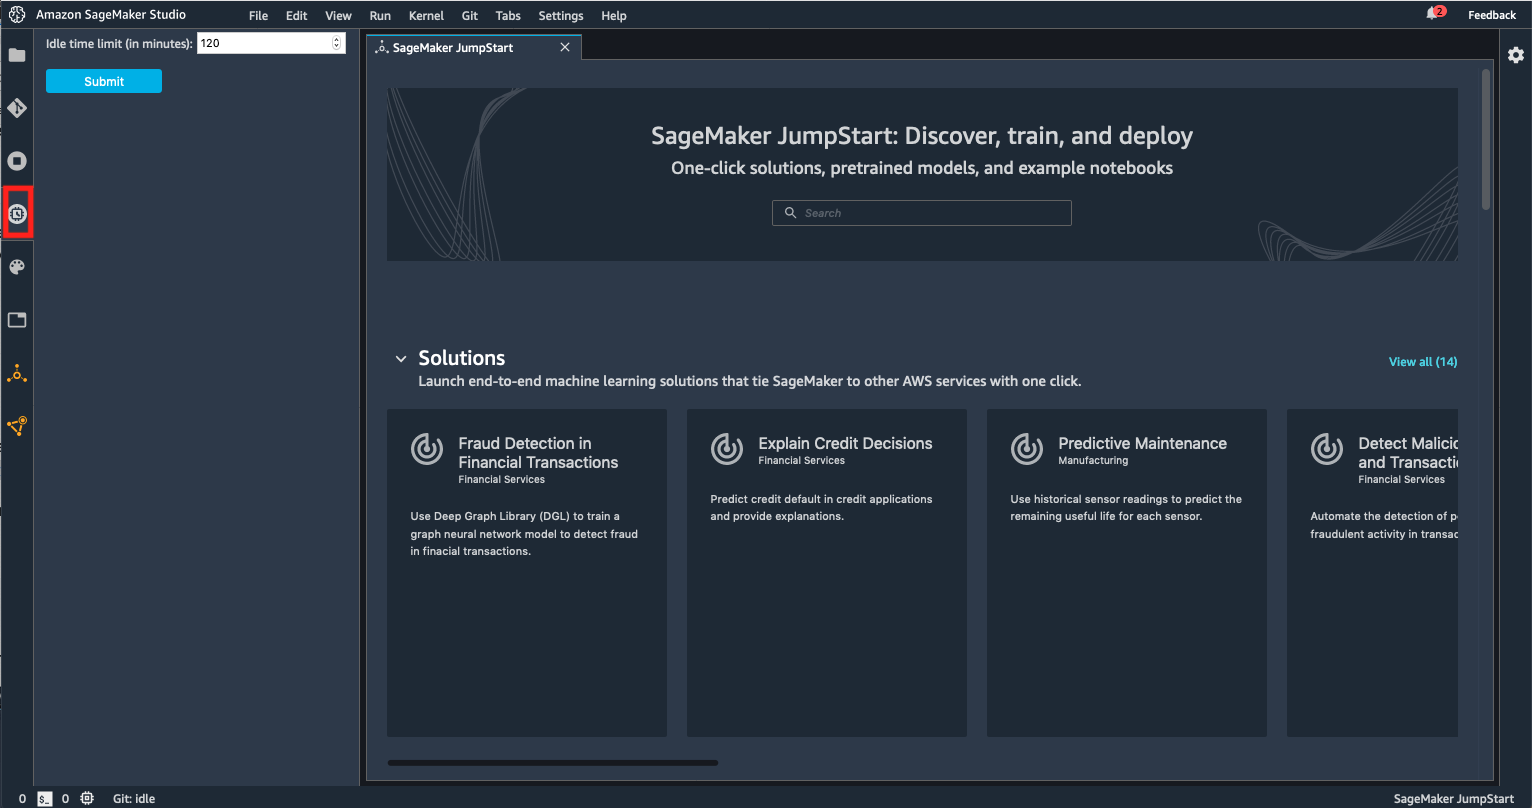 Amazon SageMaker Studio
File Edit View Run Kernel Git Tabs Settings Help
2
Feedback
Idle time limit (in minutes): 120
Submit
SageMaker JumpStart
SageMaker JumpStart: Discover, train, and deploy
One-click solutions, pretrained models, and example notebooks
Search
Solutions
View all (14)
Launch end-to-end machine learning solutions that tie SageMaker to other AWS services with one click.
Fraud Detection in
Financial Transactions
Financial Services
Use Deep Graph Library (DGL) to train a
graph neural network model to detect fraud
in finacial transactions.
Explain Credit Decisions
Financial Services
Predict credit default in credit applications
and provide explanations.
Predictive Maintenance
Manufacturing
Use historical sensor readings to predict the
remaining useful life for each sensor.
Detect Malicio
and Transactio
Financial Services
Automate the detection of p
fraudulent activity in transac
0 $_ 0 Git: idle
SageMaker JumpStart